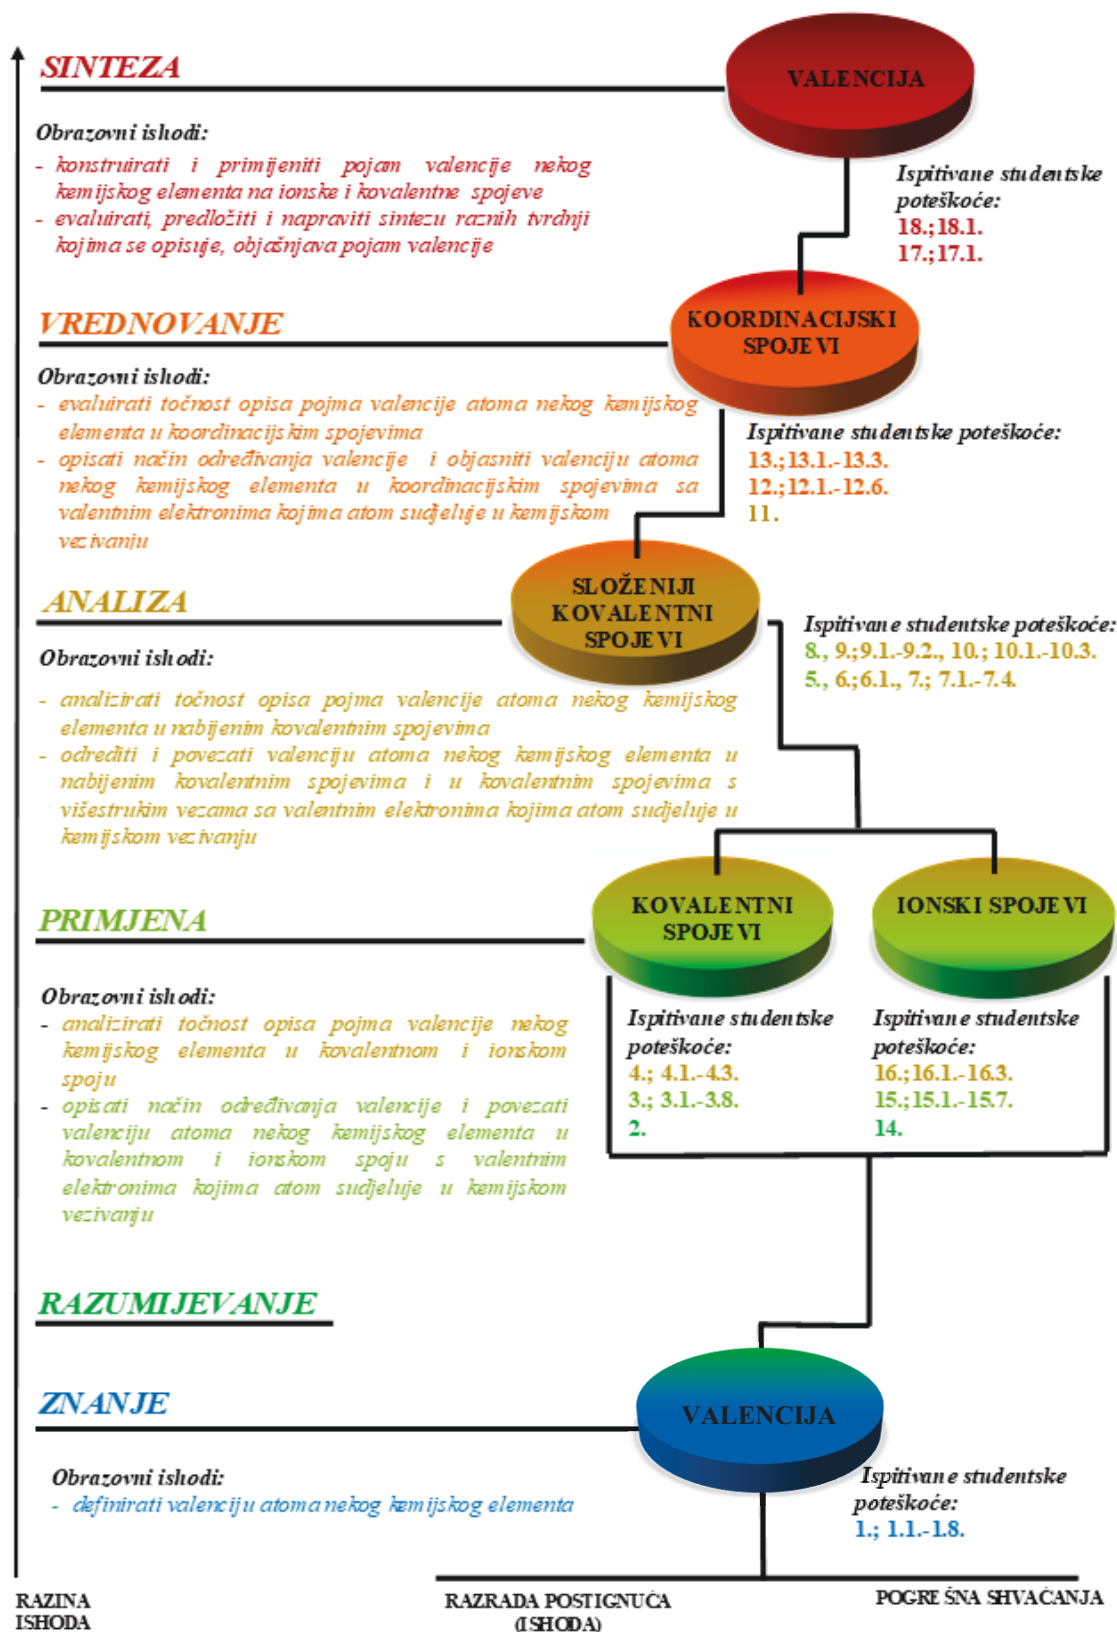 SINTEZA
VALENCIJA
Obrazovni ishodi:
- konstruirati i primijeniti pojam valencije nekog
kemijskog elementa na ionske i kovalentne spojeve
- evaluirati, predložiti i napraviti sintezu raznih tvrdnji
kojima se opisuje, objašnjava pojam valencije
Ispitivane studentske
poteškoće:
18.;18.1.
17.;17.1.
VREDNOVANJE
KOORDINACIJSKI
SPOJEVI
Obrazovni ishodi:
- evaluirati točnost opisa pojma valencije atoma nekog kemijskog
elementa u koordinacijskim spojevima
- opisati način određivanja valencije i objasniti valenciju atoma
nekog kemijskog elementa u koordinacijskim spojevima sa
valentnim elektronima kojima atom sudjeluje u kemijskom
vezivanju
Ispitivane studentske poteškoće:
13.;13.1.-13.3.
12.;12.1.-12.6.
11.
ANALIZA
SLOŽENIJI
KOVALENTNI
SPOJEVI
Obrazovni ishodi:
- analizirati točnost opisa pojma valencije atoma nekog kemijskog
elementa u nabijenim kovalentnim spojevima
- odrediti i povezati valenciju atoma nekog kemijskog elementa u
nabijenim kovalentnim spojevima i u kovalentnim spojevima s
višestrukim vezama sa valentnim elektronima kojima atom sudjeluje u
kemijskom vezivanju
Ispitivane studentske poteškoće:
8., 9.;9.1.-9.2., 10.; 10.1.-10.3.
5., 6.;6.1., 7.; 7.1.-7.4.
PRIMJENA
KOVALENTNI
SPOJEVI
IONSKI SPOJEVI
Obrazovni ishodi:
- analizirati točnost opisa pojma valencije nekog
kemijskog elementa u kovalentnom i ionskom
spoju
- opisati način određivanja valencije i povezati
valenciju atoma nekog kemijskog elementa u
kovalentnom i ionskom spoju s valentnim
elektronima kojima atom sudjeluje u kemijskom
vezivanju
Ispitivane studentske
poteškoće:
4.; 4.1.-4.3.
3.; 3.1.-3.8.
2.
Ispitivane studentske
poteškoće:
16.;16.1.-16.3.
15.;15.1.-15.7.
14.
RAZUMIJEVANJE
ZNANJE
VALENCIJA
Obrazovni ishodi:
- definirati valenciju atoma nekog kemijskog elementa
Ispitivane studentske
poteškoće:
1.; 1.1.-1.8.
RAZINA
ISHODA
RAZRADA POSTIGNUĆA
(ISHODA)
POGREŠNA SHVAĆANJA